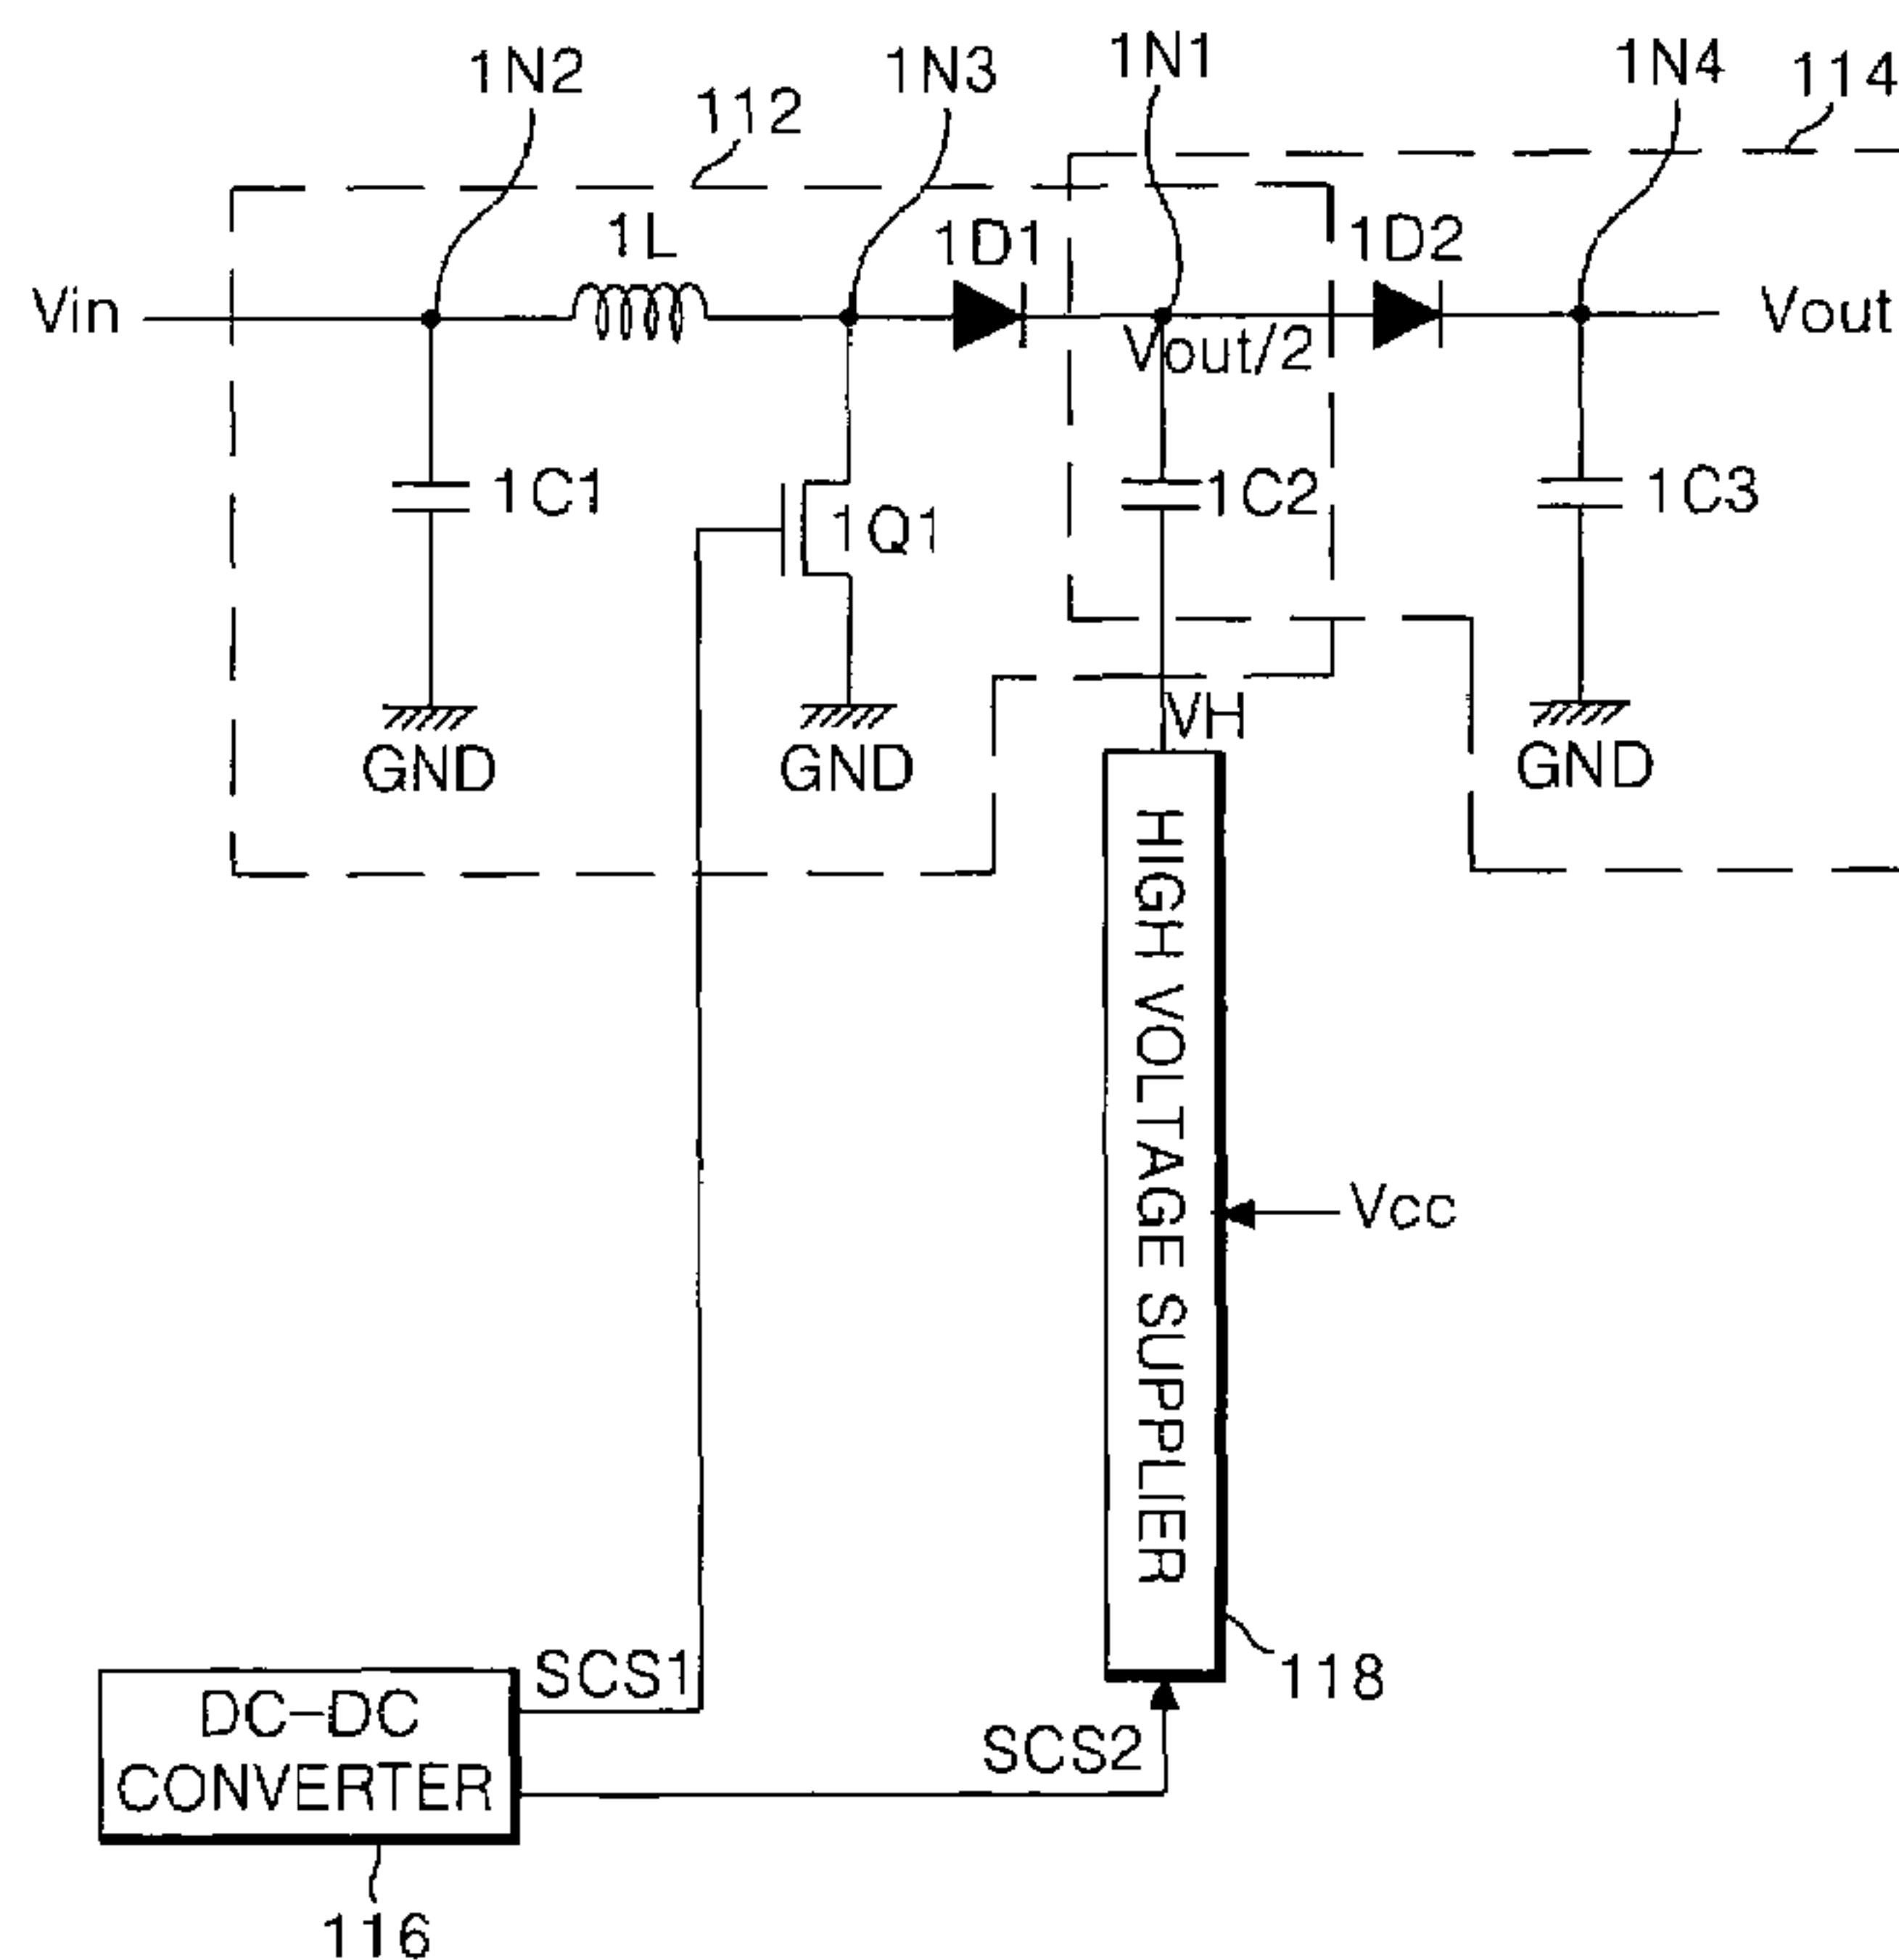 1N2
112
1N3
1N1
1N4
114
1L
1D1
1D2
Vin
Vout/2
Vout
1C1
1Q1
1C2
1C3
GND
GND
VH
GND
HIGH VOLTAGE SUPPLIER
Vcc
118
SCS1
DC-DC
CONVERTER
SCS2
116